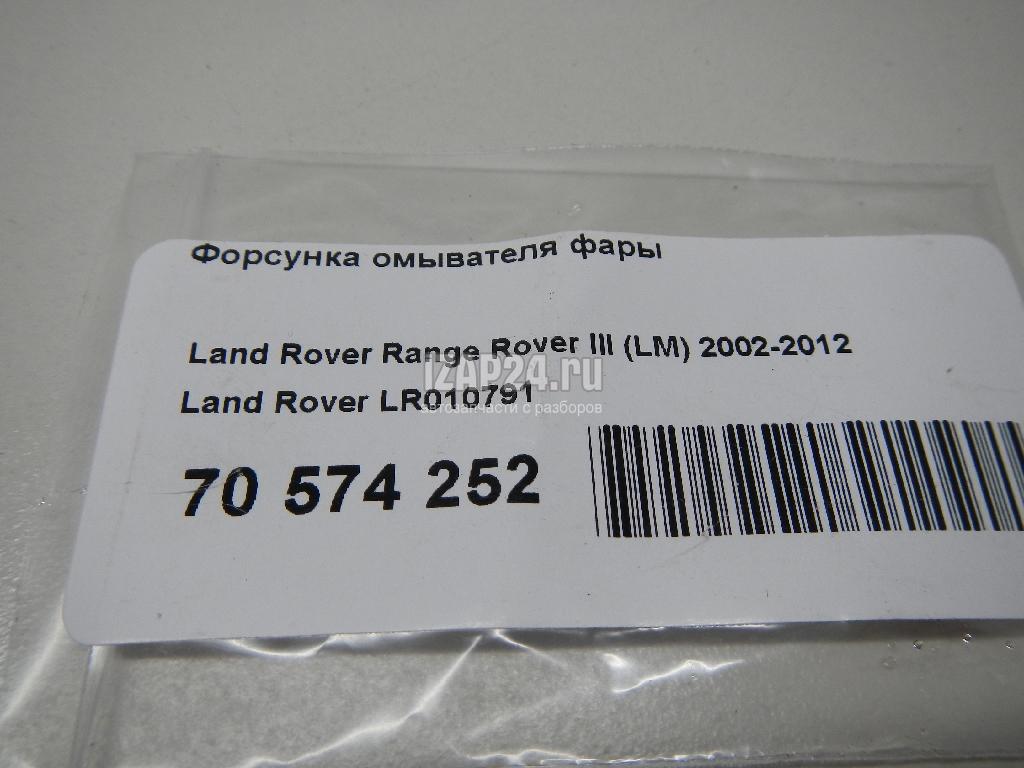 Форсунка омывателя фары
Land Rover Range Rover III (LM) 2002-2012
IZAP24.ru
Land Rover LR010791
автозапчасти с разборов
70 574 252